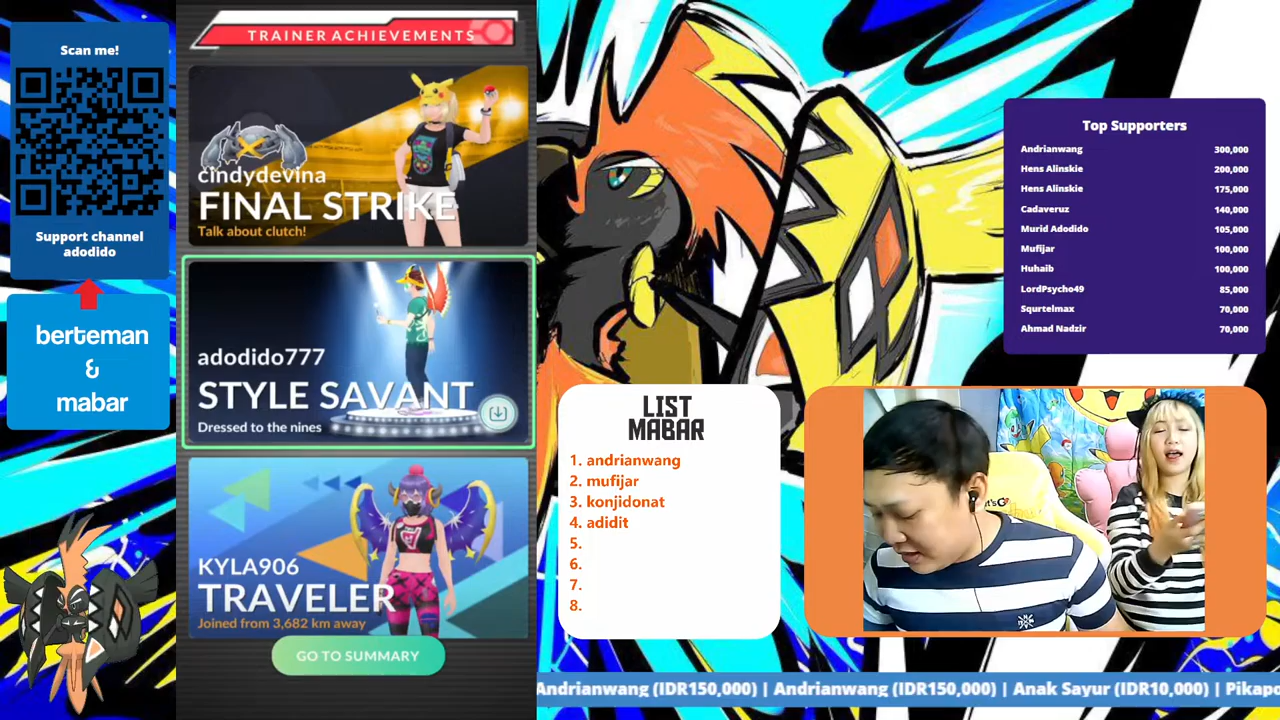 Scan me!
Support channel
adodido
berteman
&
mabar
TRAINER ACHIEVEMENTS
cindydevina
FINAL STRIKE
Talk about clutch!
adodido777
STYLE SAVANT
Dressed to the nines
KYLA906
TRAVELER
Joined from 3,682 km away
GO TO SUMMARY
Top Supporters
Andrianwang 300,000
Hens Alinskie 200,000
Hens Alinskie 175,000
Cadaveruz 140,000
Murid Adodido 105,000
Mufijar 100,000
Huhaib 100,000
LordPsycho49 85,000
Squrtelmax 70,000
Ahmad Nadzir 70,000
LIST
MABAR
1. andrianwang
2. mufijar
3. konjidonat
4. adidit
5.
6.
7.
8.
Andrianwang (IDR150,000) | Andrianwang (IDR150,000) | Anak Sayur (IDR10,000) | Pikapo